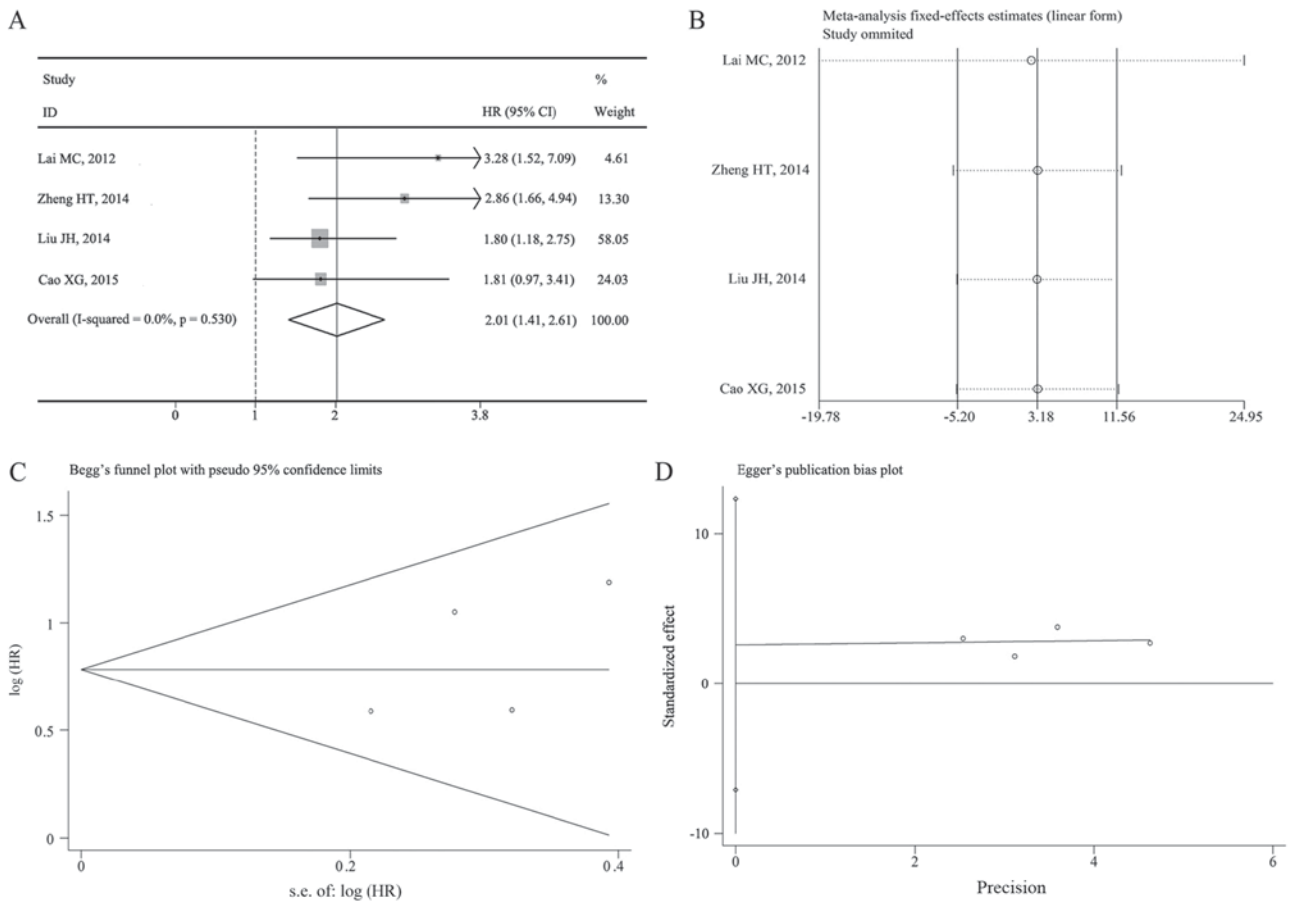 A
Study
%
ID
HR (95% CI)
Weight
Lai MC, 2012
3.28 (1.52, 7.09)
4.61
Zheng HT, 2014
2.86 (1.66, 4.94)
13.30
Liu JH, 2014
1.80 (1.18, 2.75)
58.05
Cao XG, 2015
1.81 (0.97, 3.41)
24.03
Overall (I-squared = 0.0%, p = 0.530)
2.01 (1.41, 2.61)
100.00
0
1
2
3.8
B
Meta-analysis fixed-effects estimates (linear form)
Study ommited
Lai MC, 2012
Zheng HT, 2014
Liu JH, 2014
Cao XG, 2015
-19.78
-5.20
3.18
11.56
24.95
C
Begg's funnel plot with pseudo 95% confidence limits
log (HR)
1.5
1
0.5
0
0
0.2
0.4
s.e. of: log (HR)
D
Egger's publication bias plot
Standardized effect
10
0
-10
0
2
4
6
Precision